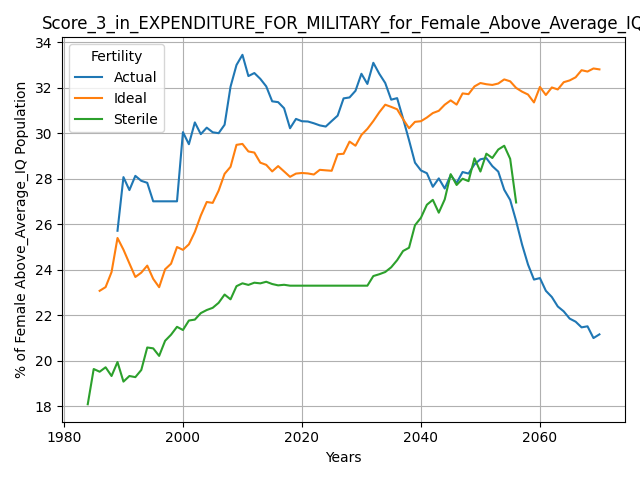 Score_3_in_EXPENDITURE_FOR_MILITARY_for_Female_Above_Average_IQ
Fertility
Actual
Ideal
Sterile
% of Female Above_Average_IQ Population
34
32
30
28
26
24
22
20
18
1980
2000
2020
2040
2060
Years